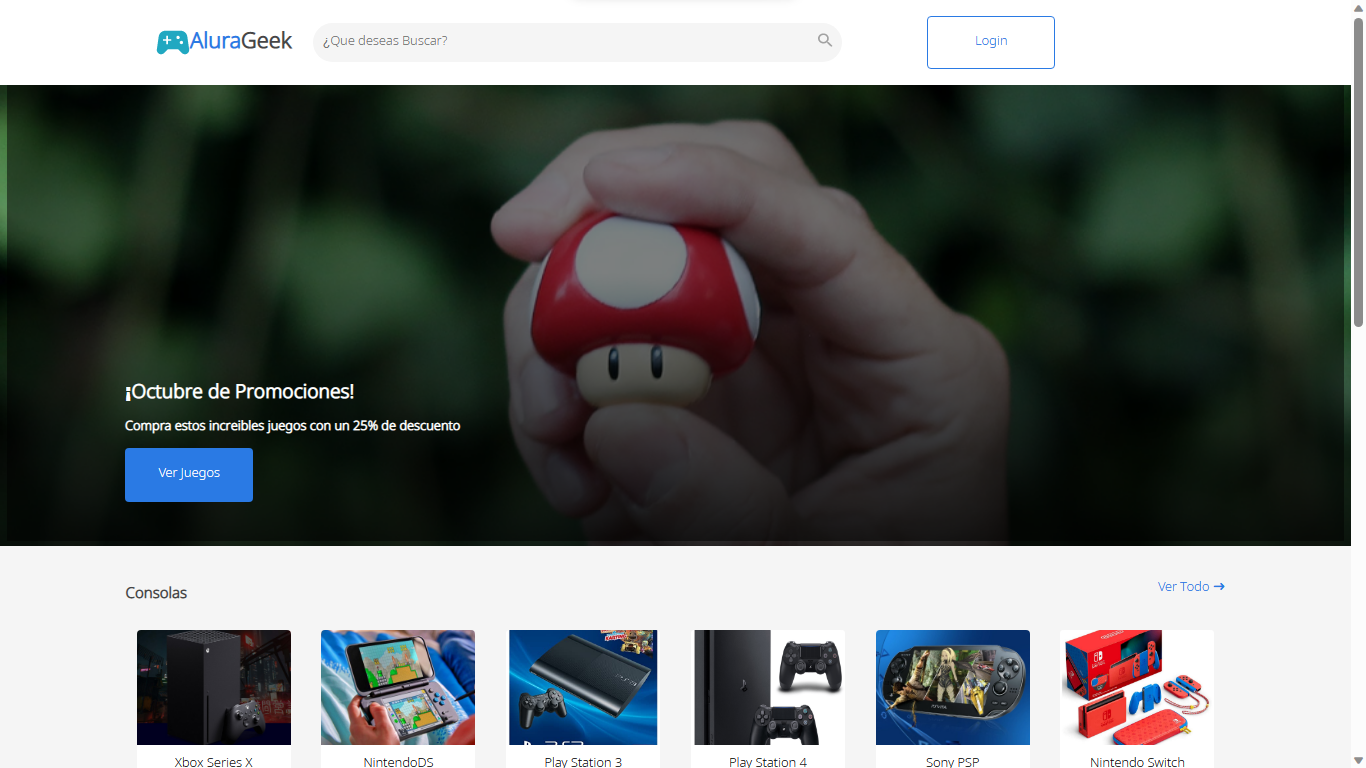 AluraGeek
¿Que deseas Buscar?
Login
¡Octubre de Promociones!
Compra estos increibles juegos con un 25% de descuento
Ver Juegos
Consolas
Ver Todo →
Xbox Series X
NintendoDS
Play Station 3
Play Station 4
Sony PSP
Nintendo Switch